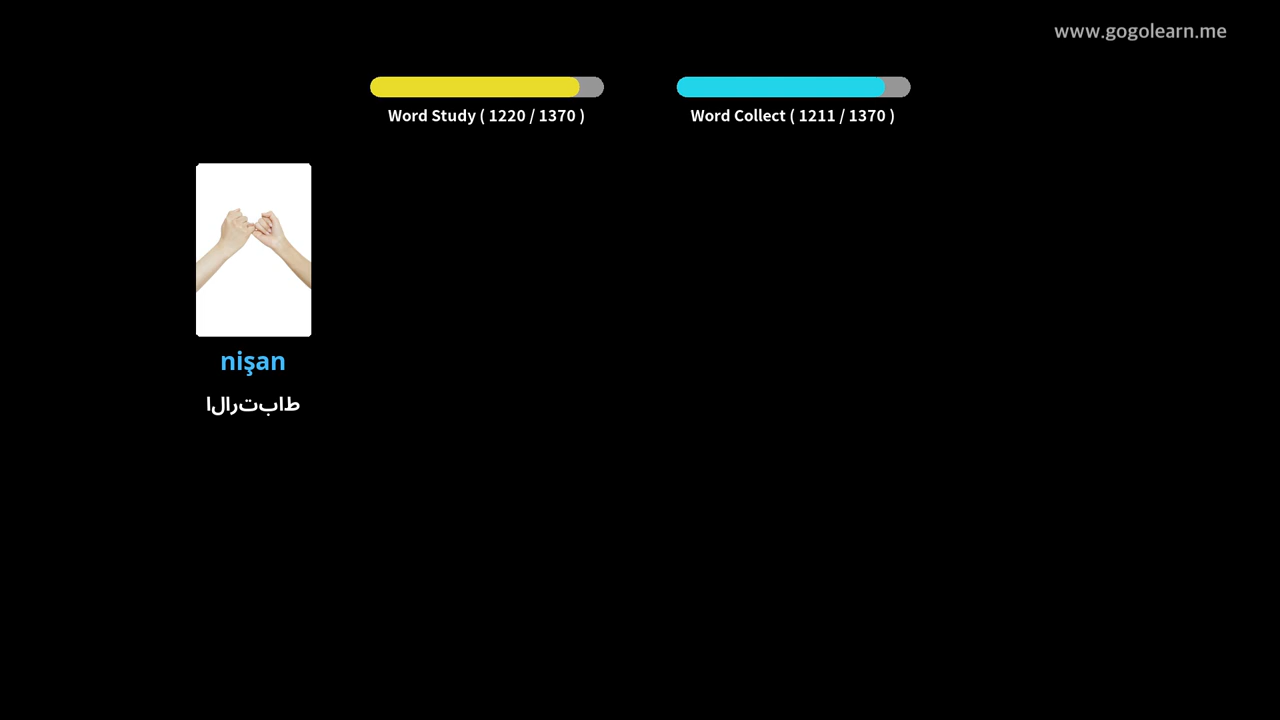 www.gogolearn.me
Word Study ( 1220 / 1370 )
Word Collect ( 1211 / 1370 )
nişan
الارتباط